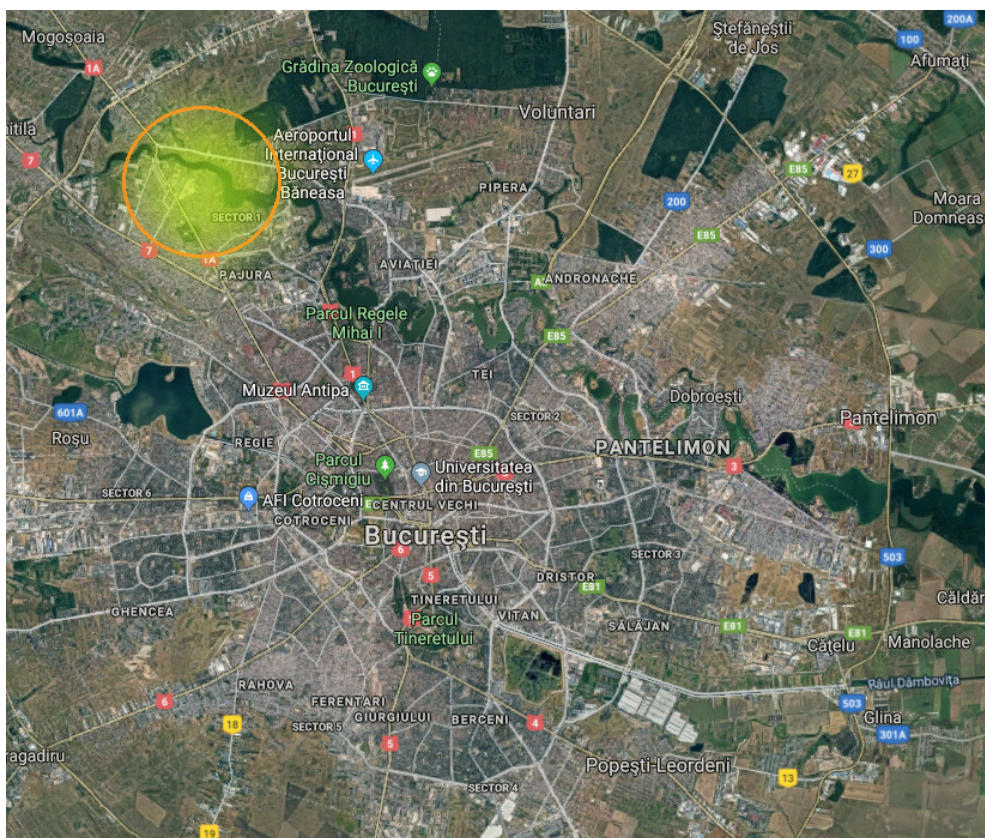 200A
Mogoșoaia
Ștefăneștii
de Jos
100
1A
Afumați
Grădina Zoologică
București
Voluntari
itila
1
Aeroportul
Internațional
București
Băneasa
7
E85
27
PIPERA
200
Moara
Domneas
SECTOR 1
E85
7
300
1A
AVIAȚIEI
PAJURA
ANDRONACHE
Parcul Regele
Mihai I
E85
1
TEI
Muzeul Antipa
Dobroești
601A
SECTOR 2
Pantelimon
Roșu
REGIE
PANTELIMON
E85
Parcul
Cișmigiu
Universitatea
din București
3
SECTOR 6
AFI Cotroceni
CENTRUL VECHI
COTROCENI
București
6
SECTOR 3
503
5
DRISTOR
E81
TINERETULUI
Căldăr
GHENCEA
VITAN
Parcul
Tineretului
SĂLĂJAN
E81
E81
Cățelu
Manolache
RAHOVA
Râul Dâmbovița
6
FERENTARI
503
GIURGIULUI
BERCENI
Glina
18
SECTOR 5
4
301A
5
ragadiru
Popești-Leordeni
13
SECTOR 4
19